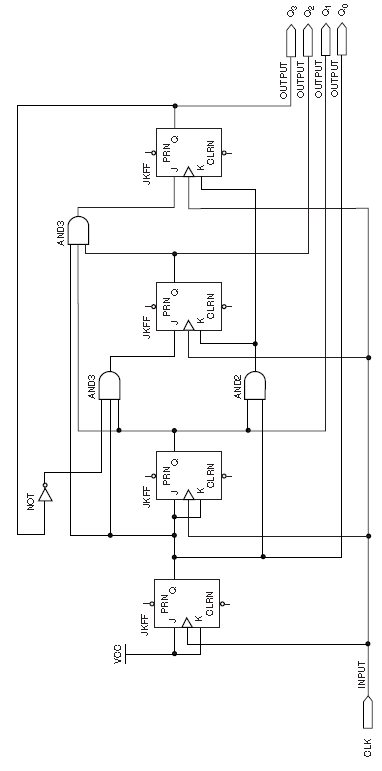 CLK
INPUT
VCC
JKFF
PRN
J
Q
K
CLRN
NOT
JKFF
PRN
J
Q
K
CLRN
AND3
AND2
JKFF
PRN
J
Q
K
CLRN
AND3
JKFF
PRN
J
Q
K
CLRN
OUTPUT Q3
OUTPUT Q2
OUTPUT Q1
OUTPUT Q0